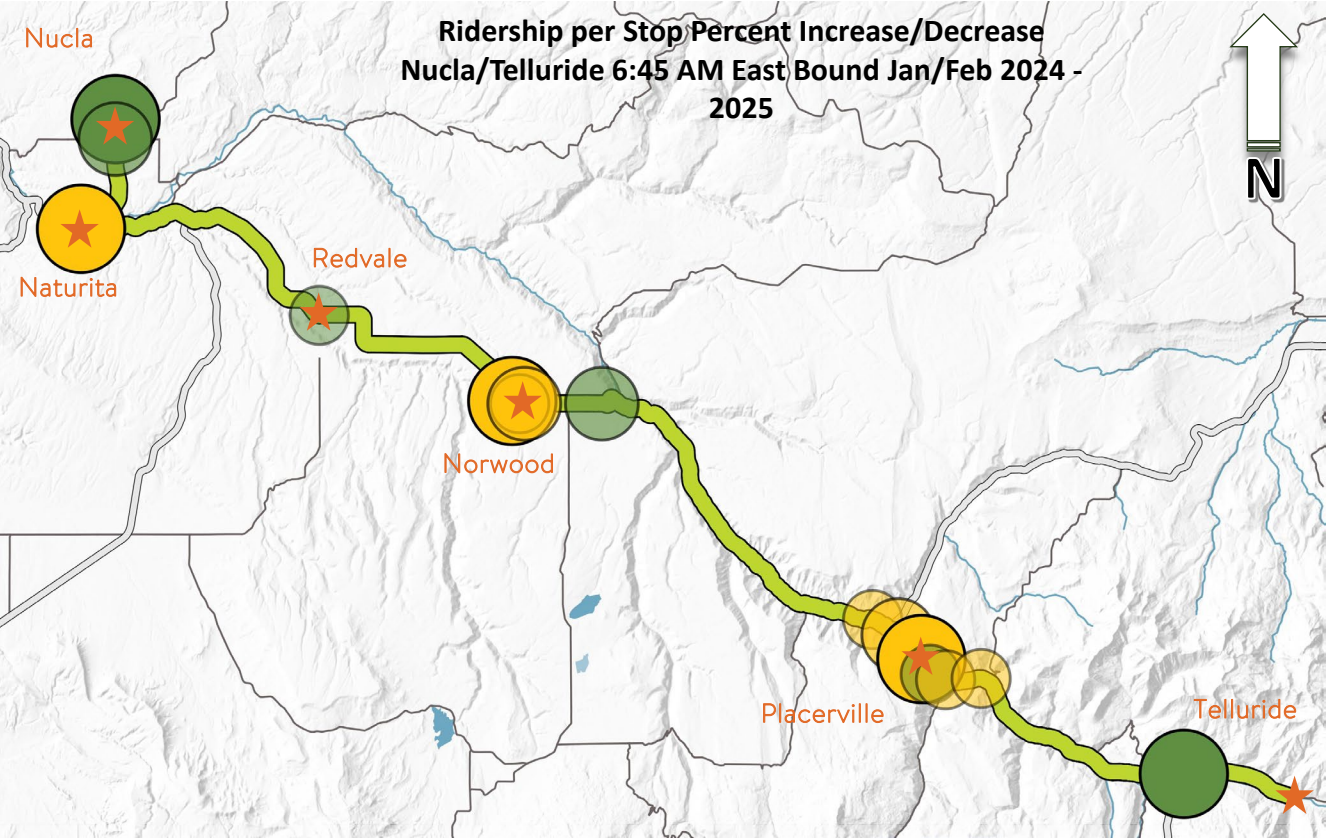 Ridership per Stop Percent Increase/Decrease
Nucla/Telluride 6:45 AM East Bound Jan/Feb 2024 -
2025
N
Nucla
Naturita
Redvale
Norwood
Placerville
Telluride